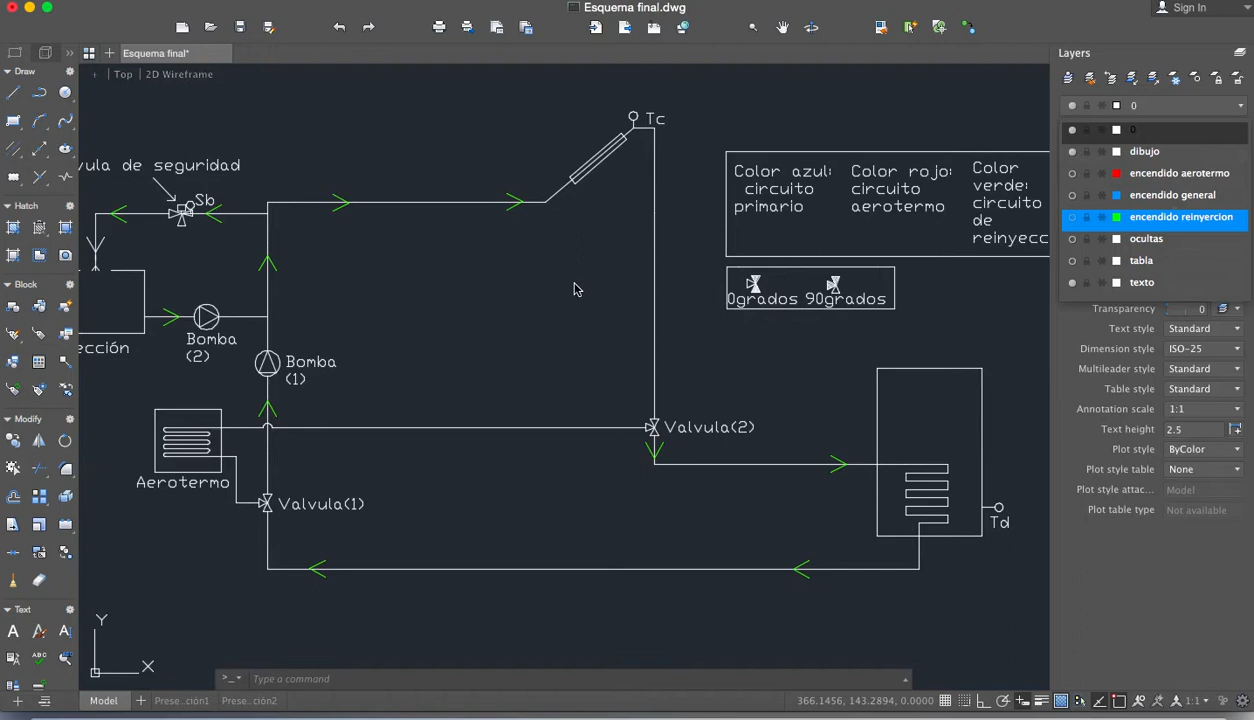 Esquema final.dwg
Sign In
Esquema final*
Layers
Top
2D Wireframe
Draw
0
0
dibujo
encendido aerotermo
encendido general
encendido reinyercion
ocultas
tabla
texto
Tc
vula de seguridad
Sb
Color azul:
circuito
primario
Color rojo:
circuito
aerotermo
Color
verde:
circuito
de
reinyecc
Hatch
Block
0grados 90grados
Transparency
0
Text style
Standard
Dimension style
ISO-25
Multileader style
Standard
Table style
Standard
Annotation scale
1:1
Text height
2.5
Plot style
ByColor
Plot style table
None
Plot style attac...
Model
Plot table type
Not available
ección
Bomba
(2)
Bomba
(1)
Modify
Valvula(2)
Aerotermo
Valvula(1)
Td
Text
Y
X
A
A
A
ABC
>_
Type a command
Model
Prese...ción1
Prese...ción2
366.1456, 143.2894, 0.0000
1:1